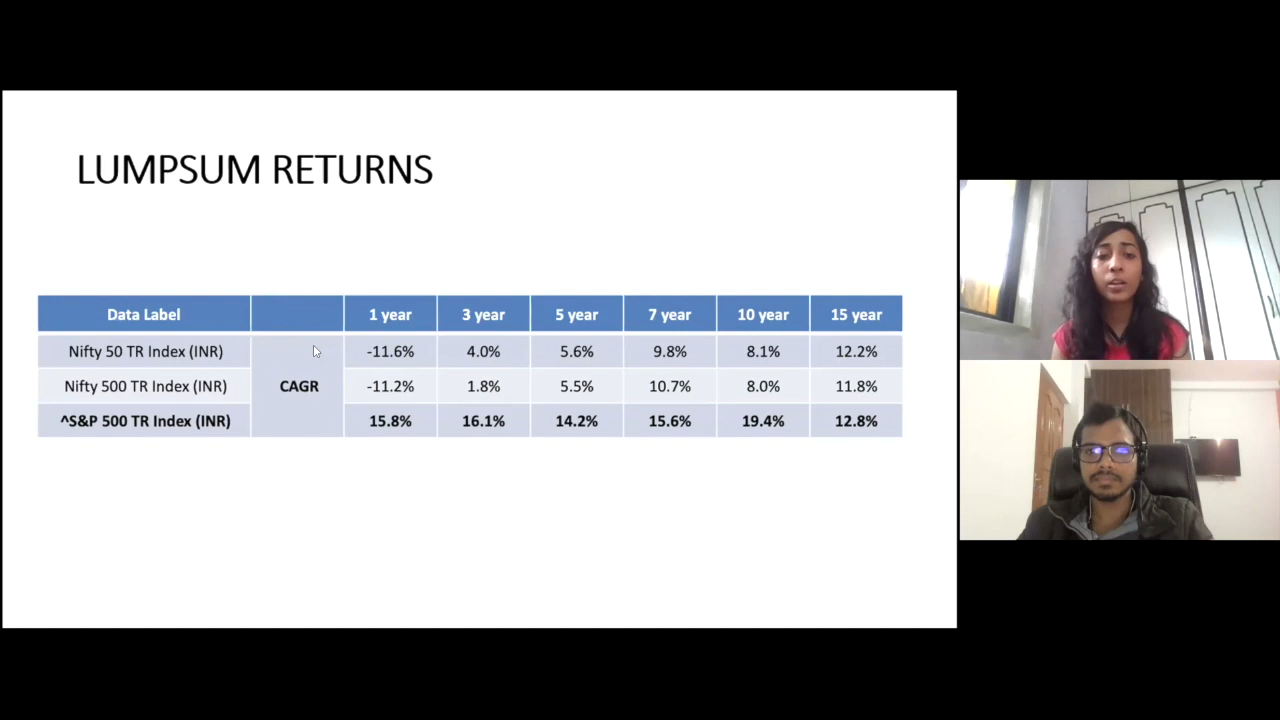 LUMPSUM RETURNS
Data Label 1 year 3 year 5 year 7 year 10 year 15 year
Nifty 50 TR Index (INR) -11.6% 4.0% 5.6% 9.8% 8.1% 12.2%
Nifty 500 TR Index (INR) CAGR -11.2% 1.8% 5.5% 10.7% 8.0% 11.8%
^S&P 500 TR Index (INR) 15.8% 16.1% 14.2% 15.6% 19.4% 12.8%